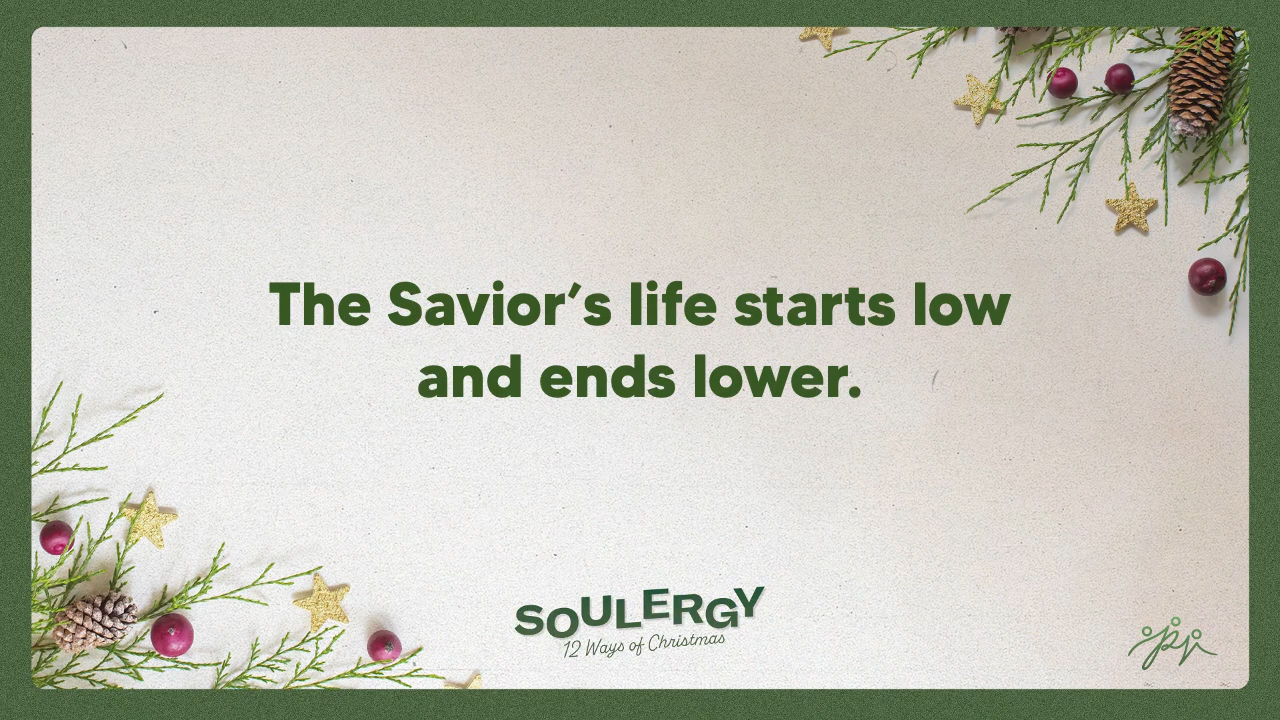 The Savior’s life starts low
and ends lower.
SOULERGY
12 Ways of Christmas